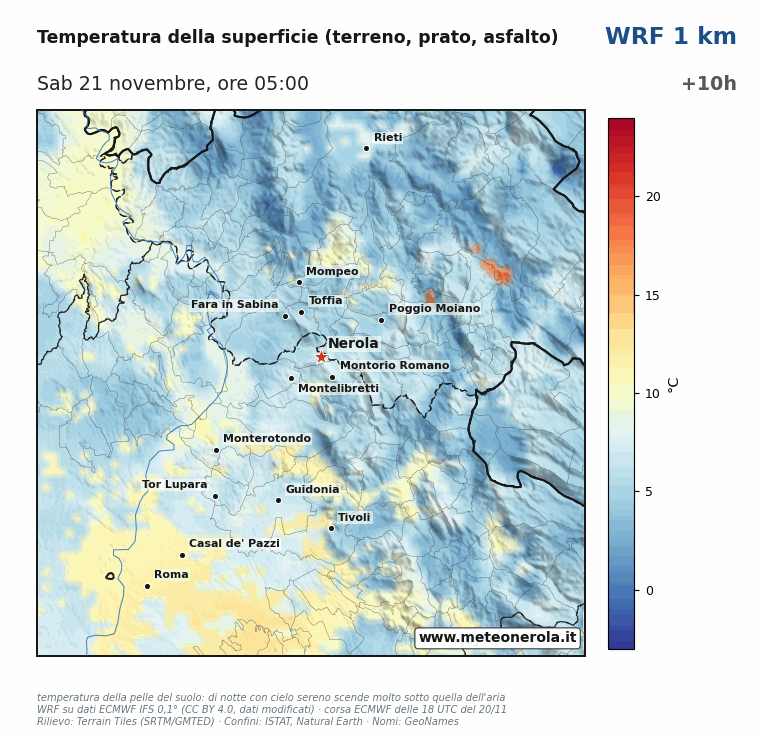 Temperatura della superficie (terreno, prato, asfalto)
WRF 1 km
Sab 21 novembre, ore 05:00
+10h
Rieti
Mompeo
Fara in Sabina
Toffia
Poggio Moiano
Nerola
Montorio Romano
Montelibretti
Monterotondo
Tor Lupara
Guidonia
Tivoli
Casal de' Pazzi
Roma
www.meteonerola.it
20
15
10
5
0
°C
temperatura della pelle del suolo: di notte con cielo sereno scende molto sotto quella dell'aria
WRF su dati ECMWF IFS 0,1° (CC BY 4.0, dati modificati) · corsa ECMWF delle 18 UTC del 20/11
Rilievo: Terrain Tiles (SRTM/GMTED) · Confini: ISTAT, Natural Earth · Nomi: GeoNames